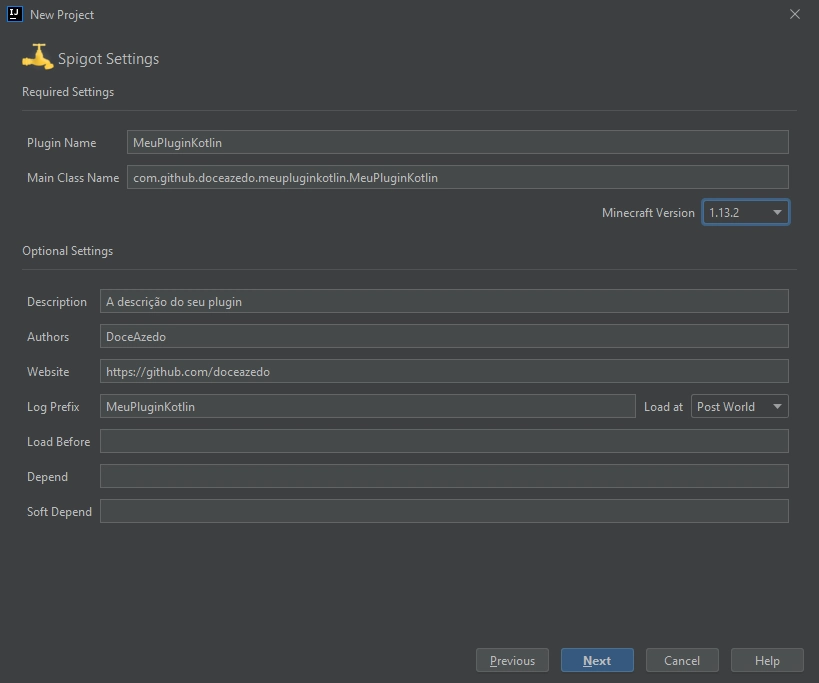 IJ New Project
Spigot Settings
Required Settings
Plugin Name MeuPluginKotlin
Main Class Name com.github.doceazedo.meupluginkotlin.MeuPluginKotlin
Minecraft Version 1.13.2
Optional Settings
Description A descrição do seu plugin
Authors DoceAzedo
Website https://github.com/doceazedo
Log Prefix MeuPluginKotlin Load at Post World
Load Before
Depend
Soft Depend
Previous Next Cancel Help